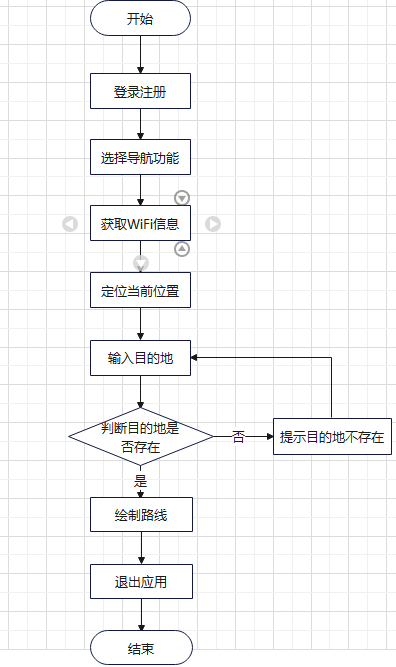 开始
登录注册
选择导航功能
获取WiFi信息
定位当前位置
输入目的地
判断目的地是
否存在
否
提示目的地不存在
是
绘制路线
退出应用
结束